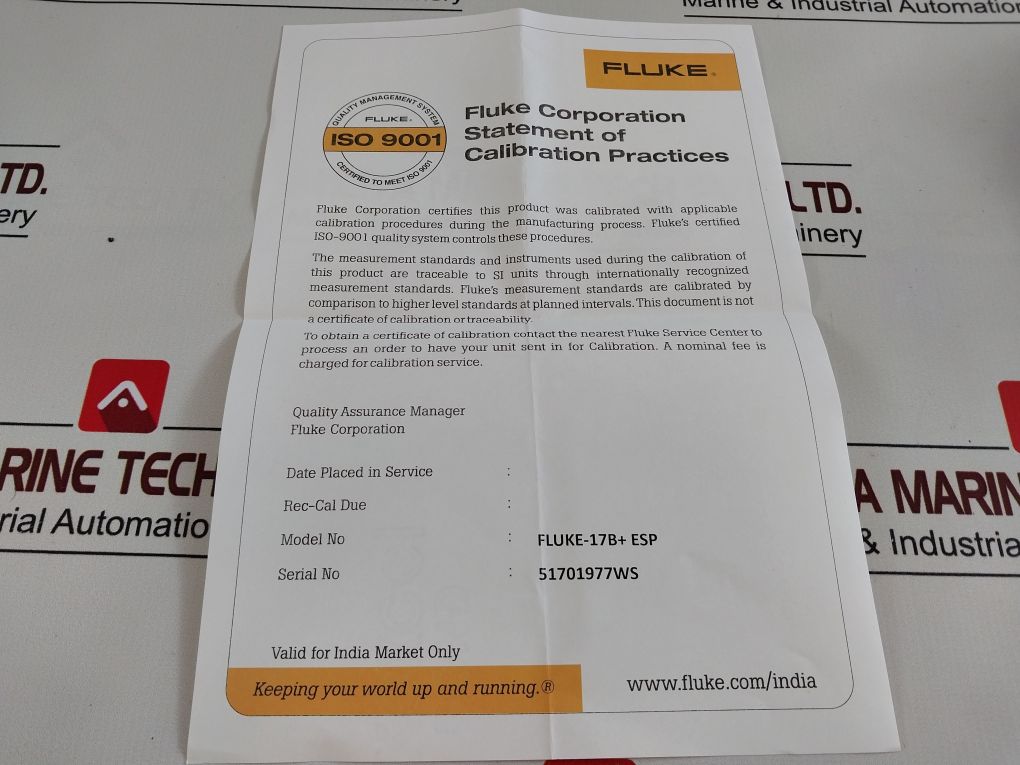 Marine & Industrial Automation
FLUKE®
QUALITY MANAGEMENT SYSTEM
FLUKE®
ISO 9001
CERTIFIED TO MEET ISO 9001
Fluke Corporation
Statement of
Calibration Practices
Fluke Corporation certifies this product was calibrated with applicable
calibration procedures during the manufacturing process. Fluke's certified
ISO-9001 quality system controls these procedures.
The measurement standards and instruments used during the calibration of
this product are traceable to SI units through internationally recognized
measurement standards. Fluke's measurement standards are calibrated by
comparison to higher level standards at planned intervals. This document is not
a certificate of calibration or traceability.
To obtain a certificate of calibration contact the nearest Fluke Service Center to
process an order to have your unit sent in for Calibration. A nominal fee is
charged for calibration service.
Quality Assurance Manager
Fluke Corporation
Date Placed in Service :
Rec-Cal Due :
Model No : FLUKE-17B+ ESP
Serial No : 51701977WS
Valid for India Market Only
Keeping your world up and running.®
www.fluke.com/india
TD.
ery
LTD.
inery
RINE TECH
rial Automatio
A MARIN
& Industria